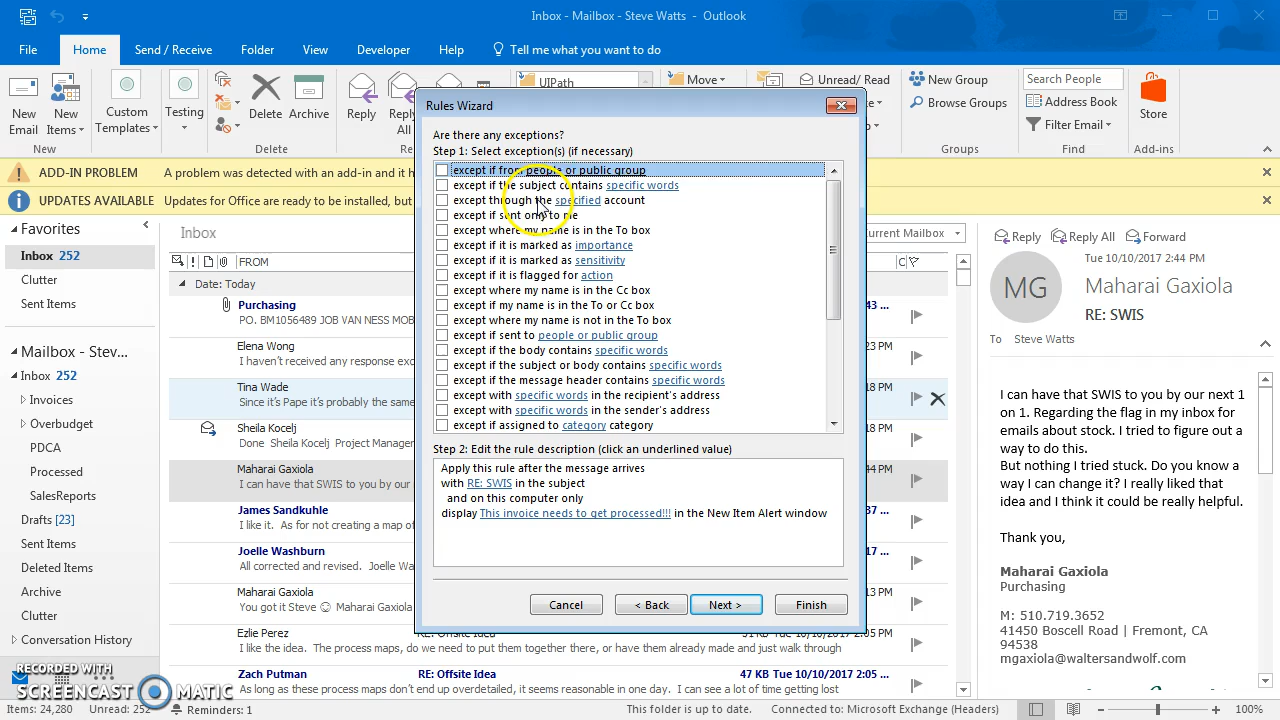 Inbox - Mailbox - Steve Watts - Outlook
File Home Send / Receive Folder View Developer Help Tell me what you want to do
New Email
New Items
Custom Templates
Testing
Delete
Archive
Delete
Reply
Reply All
UIPath
Move
Unread/ Read
Search People
Address Book
Filter Email
Find
New Group
Browse Groups
Groups
Store
Add-ins
ADD-IN PROBLEM A problem was detected with an
UPDATES AVAILABLE Updates for Office are ready to be installed, but
Favorites
Inbox 252
Clutter
Sent Items
Mailbox - Stev...
Inbox 252
Invoices
Overbudget
PDCA
Processed
SalesReports
Drafts [23]
Sent Items
Deleted Items
Archive
Clutter
Conversation History
Inbox
Current Mailbox
FROM
Date: Today
Purchasing
PO. BM1056489 JOB VAN NESS MOB
Elena Wong
I haven't received any response exc
Tina Wade
Since it's Pape it's probably the same
Sheila Kocelj
Done Sheila Kocelj Project Manager
Maharai Gaxiola
I can have that SWIS to you by our
James Sandkuhle
I like it. As for not creating a map of
Joelle Washburn
All corrected and revised. Joelle Wa
Maharai Gaxiola
You got it Steve ☺ Maharai Gaxiola
Ezlie Perez RE: Offsite Idea 51 KB Tue 10/10/2017 2:05 ...
I like the idea. The process maps, do we need to put them together there, or have them already made and just walk through
Zach Putman RE: Offsite Idea 47 KB Tue 10/10/2017 2:05 ...
As long as these process maps don't end up overdetailed, it seems reasonable in one day. I can see a lot of time getting lost
Rules Wizard
Are there any exceptions?
Step 1: Select exception(s) (if necessary)
except if from people or public group
except if the subject contains specific words
except through the specified account
except if sent only to me
except where my name is in the To box
except if it is marked as importance
except if it is marked as sensitivity
except if it is flagged for action
except where my name is in the Cc box
except if my name is in the To or Cc box
except where my name is not in the To box
except if sent to people or public group
except if the body contains specific words
except if the subject or body contains specific words
except if the message header contains specific words
except with specific words in the recipient's address
except with specific words in the sender's address
except if assigned to category category
Step 2: Edit the rule description (click an underlined value)
Apply this rule after the message arrives
with RE: SWIS in the subject
and on this computer only
display This invoice needs to get processed!!! in the New Item Alert window
Cancel < Back Next > Finish
Reply Reply All Forward
Tue 10/10/2017 2:44 PM
MG
Maharai Gaxiola
RE: SWIS
To Steve Watts
I can have that SWIS to you by our next 1
on 1. Regarding the flag in my inbox for
emails about stock. I tried to figure out a
way to do this.
But nothing I tried stuck. Do you know a
way I can change it? I really liked that
idea and I think it could be really helpful.
Thank you,
Maharai Gaxiola
Purchasing
M: 510.719.3652
41450 Boscell Road | Fremont, CA
94538
mgaxiola@waltersandwolf.com
RECORDED WITH
SCREENCAST MATIC
Items: 24,280 Unread: 252 Reminders: 1 This folder is up to date. Connected to: Microsoft Exchange (Headers) 100%